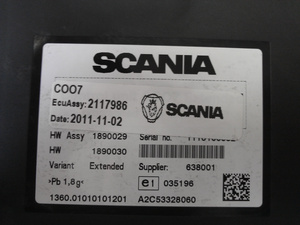 SCANIA
COO7
EcuAssy: 2117986
Date: 2011-11-02
SCANIA
HW Assy 1890029 Serial no.
HW 1890030
Variant Extended Supplier: 638001
*Pb 1,8g* e1 035196
1360.01010101201 A2C53328060